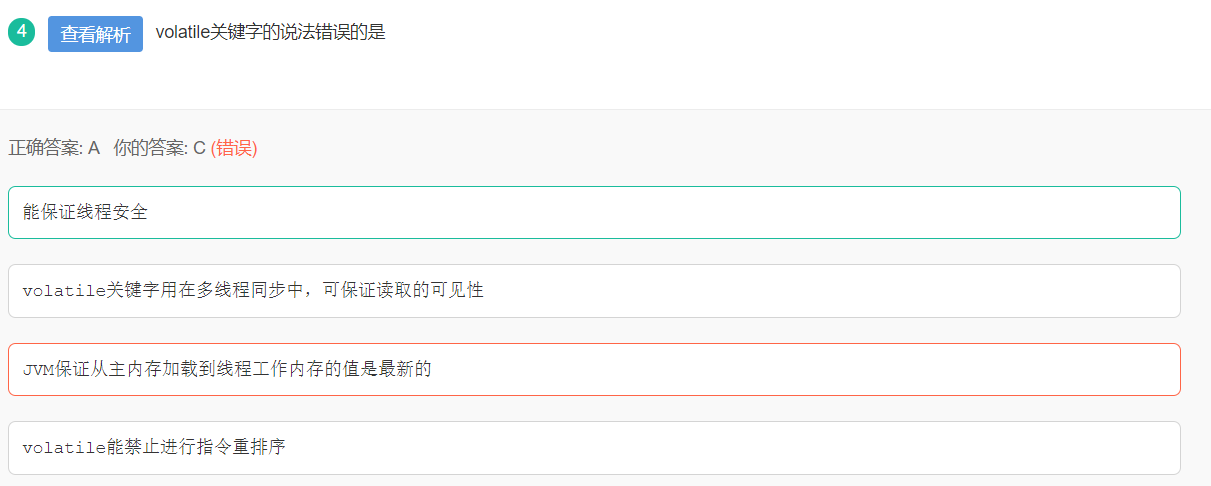 4 查看解析 volatile关键字的说法错误的是
正确答案: A 你的答案: C (错误)
能保证线程安全
volatile关键字用在多线程同步中，可保证读取的可见性
JVM保证从主内存加载到线程工作内存的值是最新的
volatile能禁止进行指令重排序